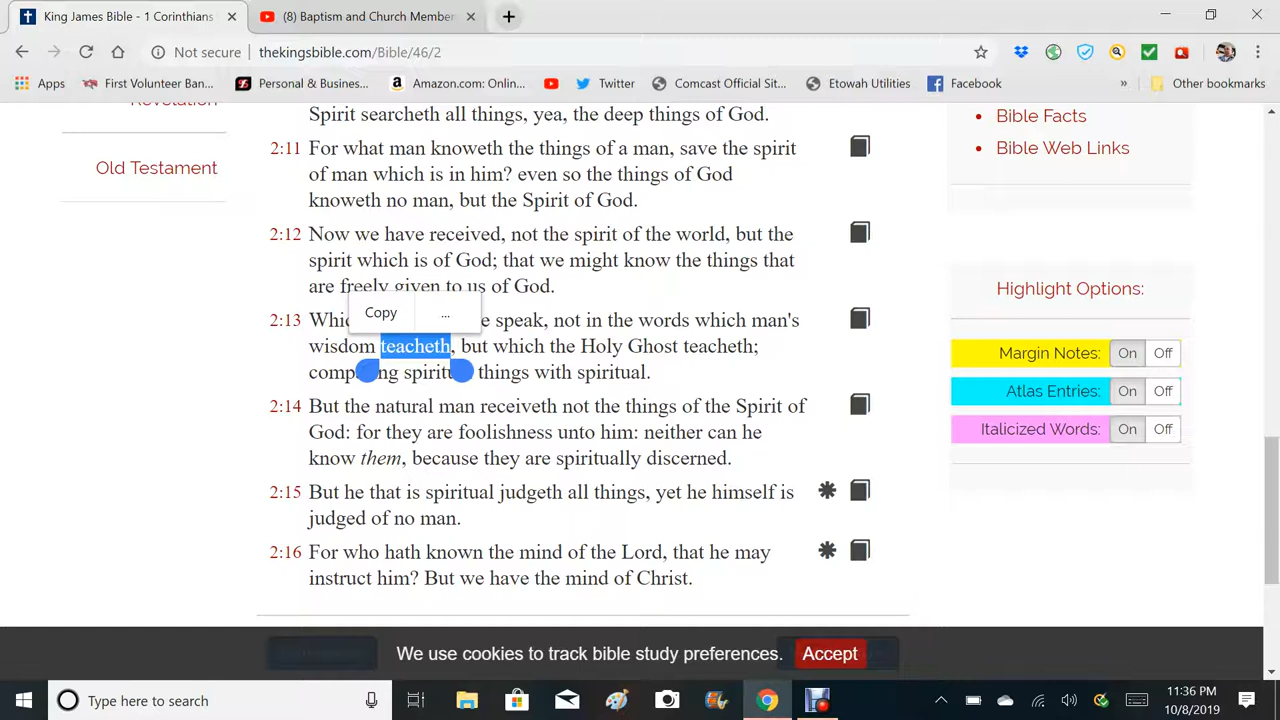 King James Bible - 1 Corinthians
(8) Baptism and Church Membe
Not secure
thekingsbible.com/Bible/46/2
Apps
First Volunteer Ban...
Personal & Busines...
Amazon.com: Onlin...
Twitter
Comcast Official Sit...
Etowah Utilities
Facebook
»
Other bookmarks
Revelation
Old Testament
Spirit searcheth all things, yea, the deep things of God.
2:11 For what man knoweth the things of a man, save the spirit
of man which is in him? even so the things of God
knoweth no man, but the Spirit of God.
2:12 Now we have received, not the spirit of the world, but the
spirit which is of God; that we might know the things that
are freely given to us of God.
Copy
...
2:13 speak, not in the words which man's
wisdom teacheth, but which the Holy Ghost teacheth;
things with spiritual.
2:14 But the natural man receiveth not the things of the Spirit of
God: for they are foolishness unto him: neither can he
know them, because they are spiritually discerned.
2:15 But he that is spiritual judgeth all things, yet he himself is
judged of no man.
2:16 For who hath known the mind of the Lord, that he may
instruct him? But we have the mind of Christ.
Bible Facts
Bible Web Links
Highlight Options:
Margin Notes: On Off
Atlas Entries: On Off
Italicized Words: On Off
We use cookies to track bible study preferences. Accept
Type here to search
11:36 PM
10/8/2019